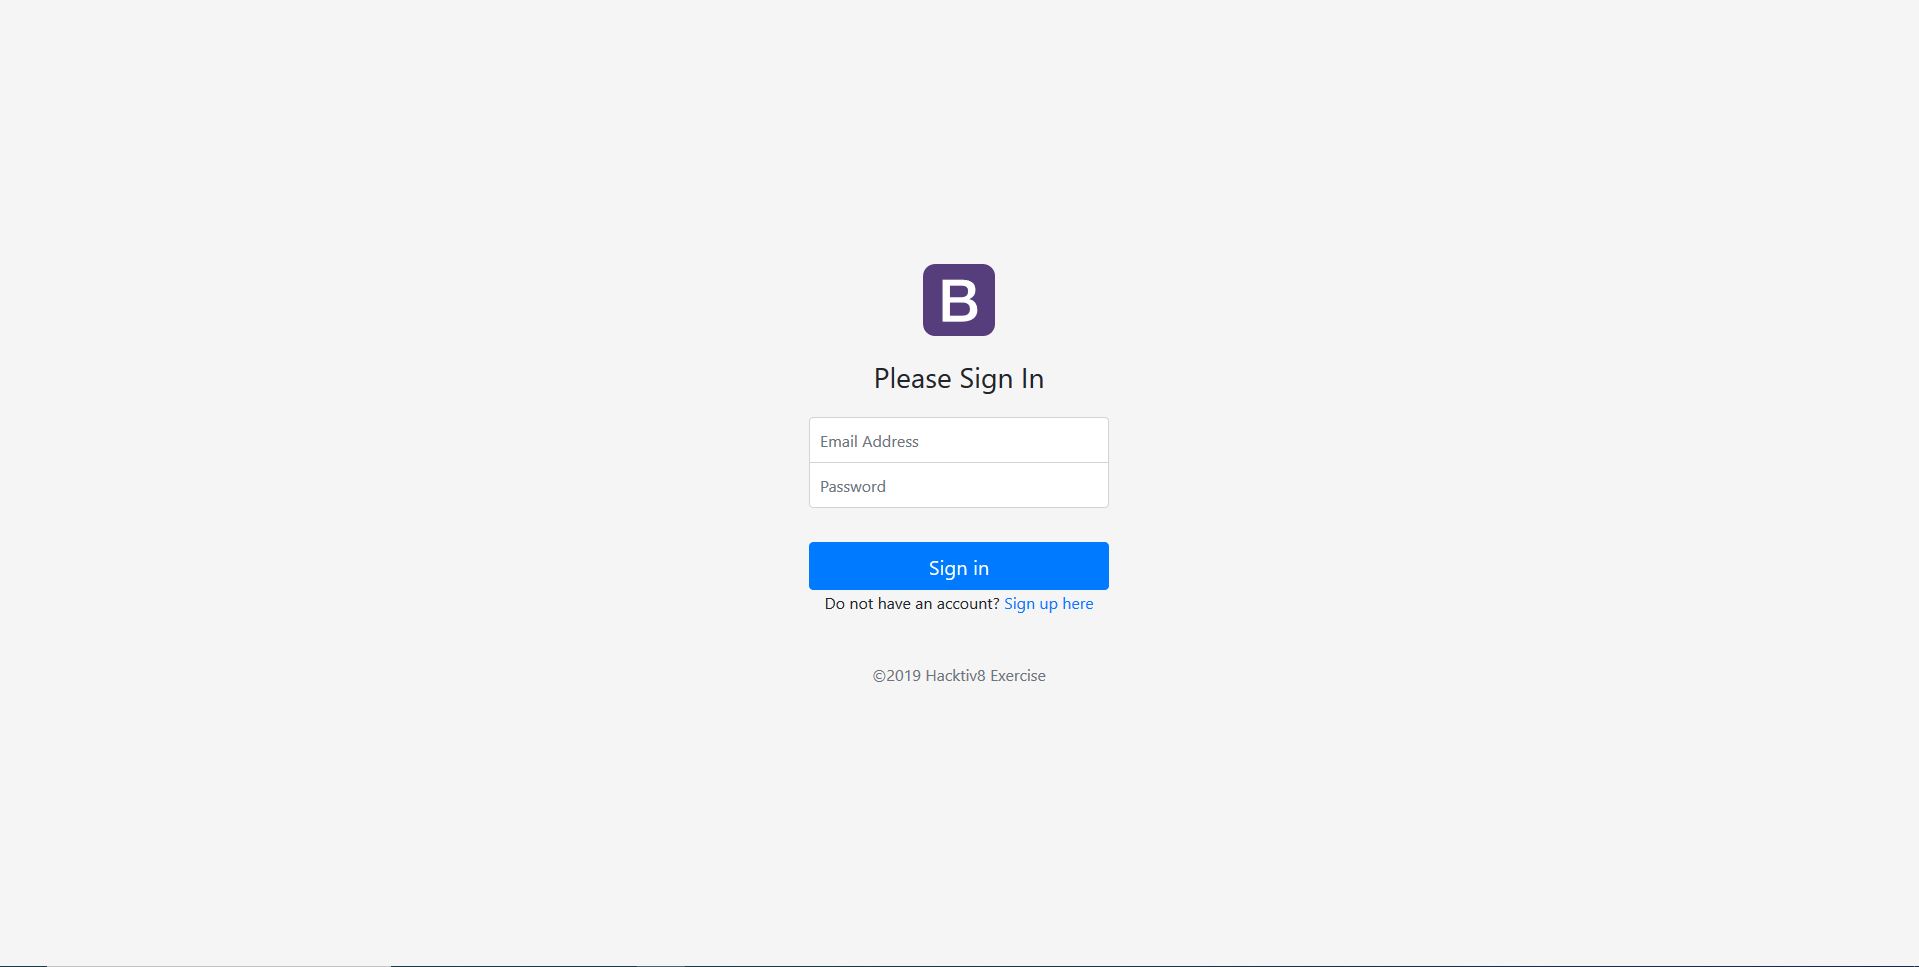 B
Please Sign In
Email Address
Password
Sign in
Do not have an account? Sign up here
©2019 Hacktiv8 Exercise